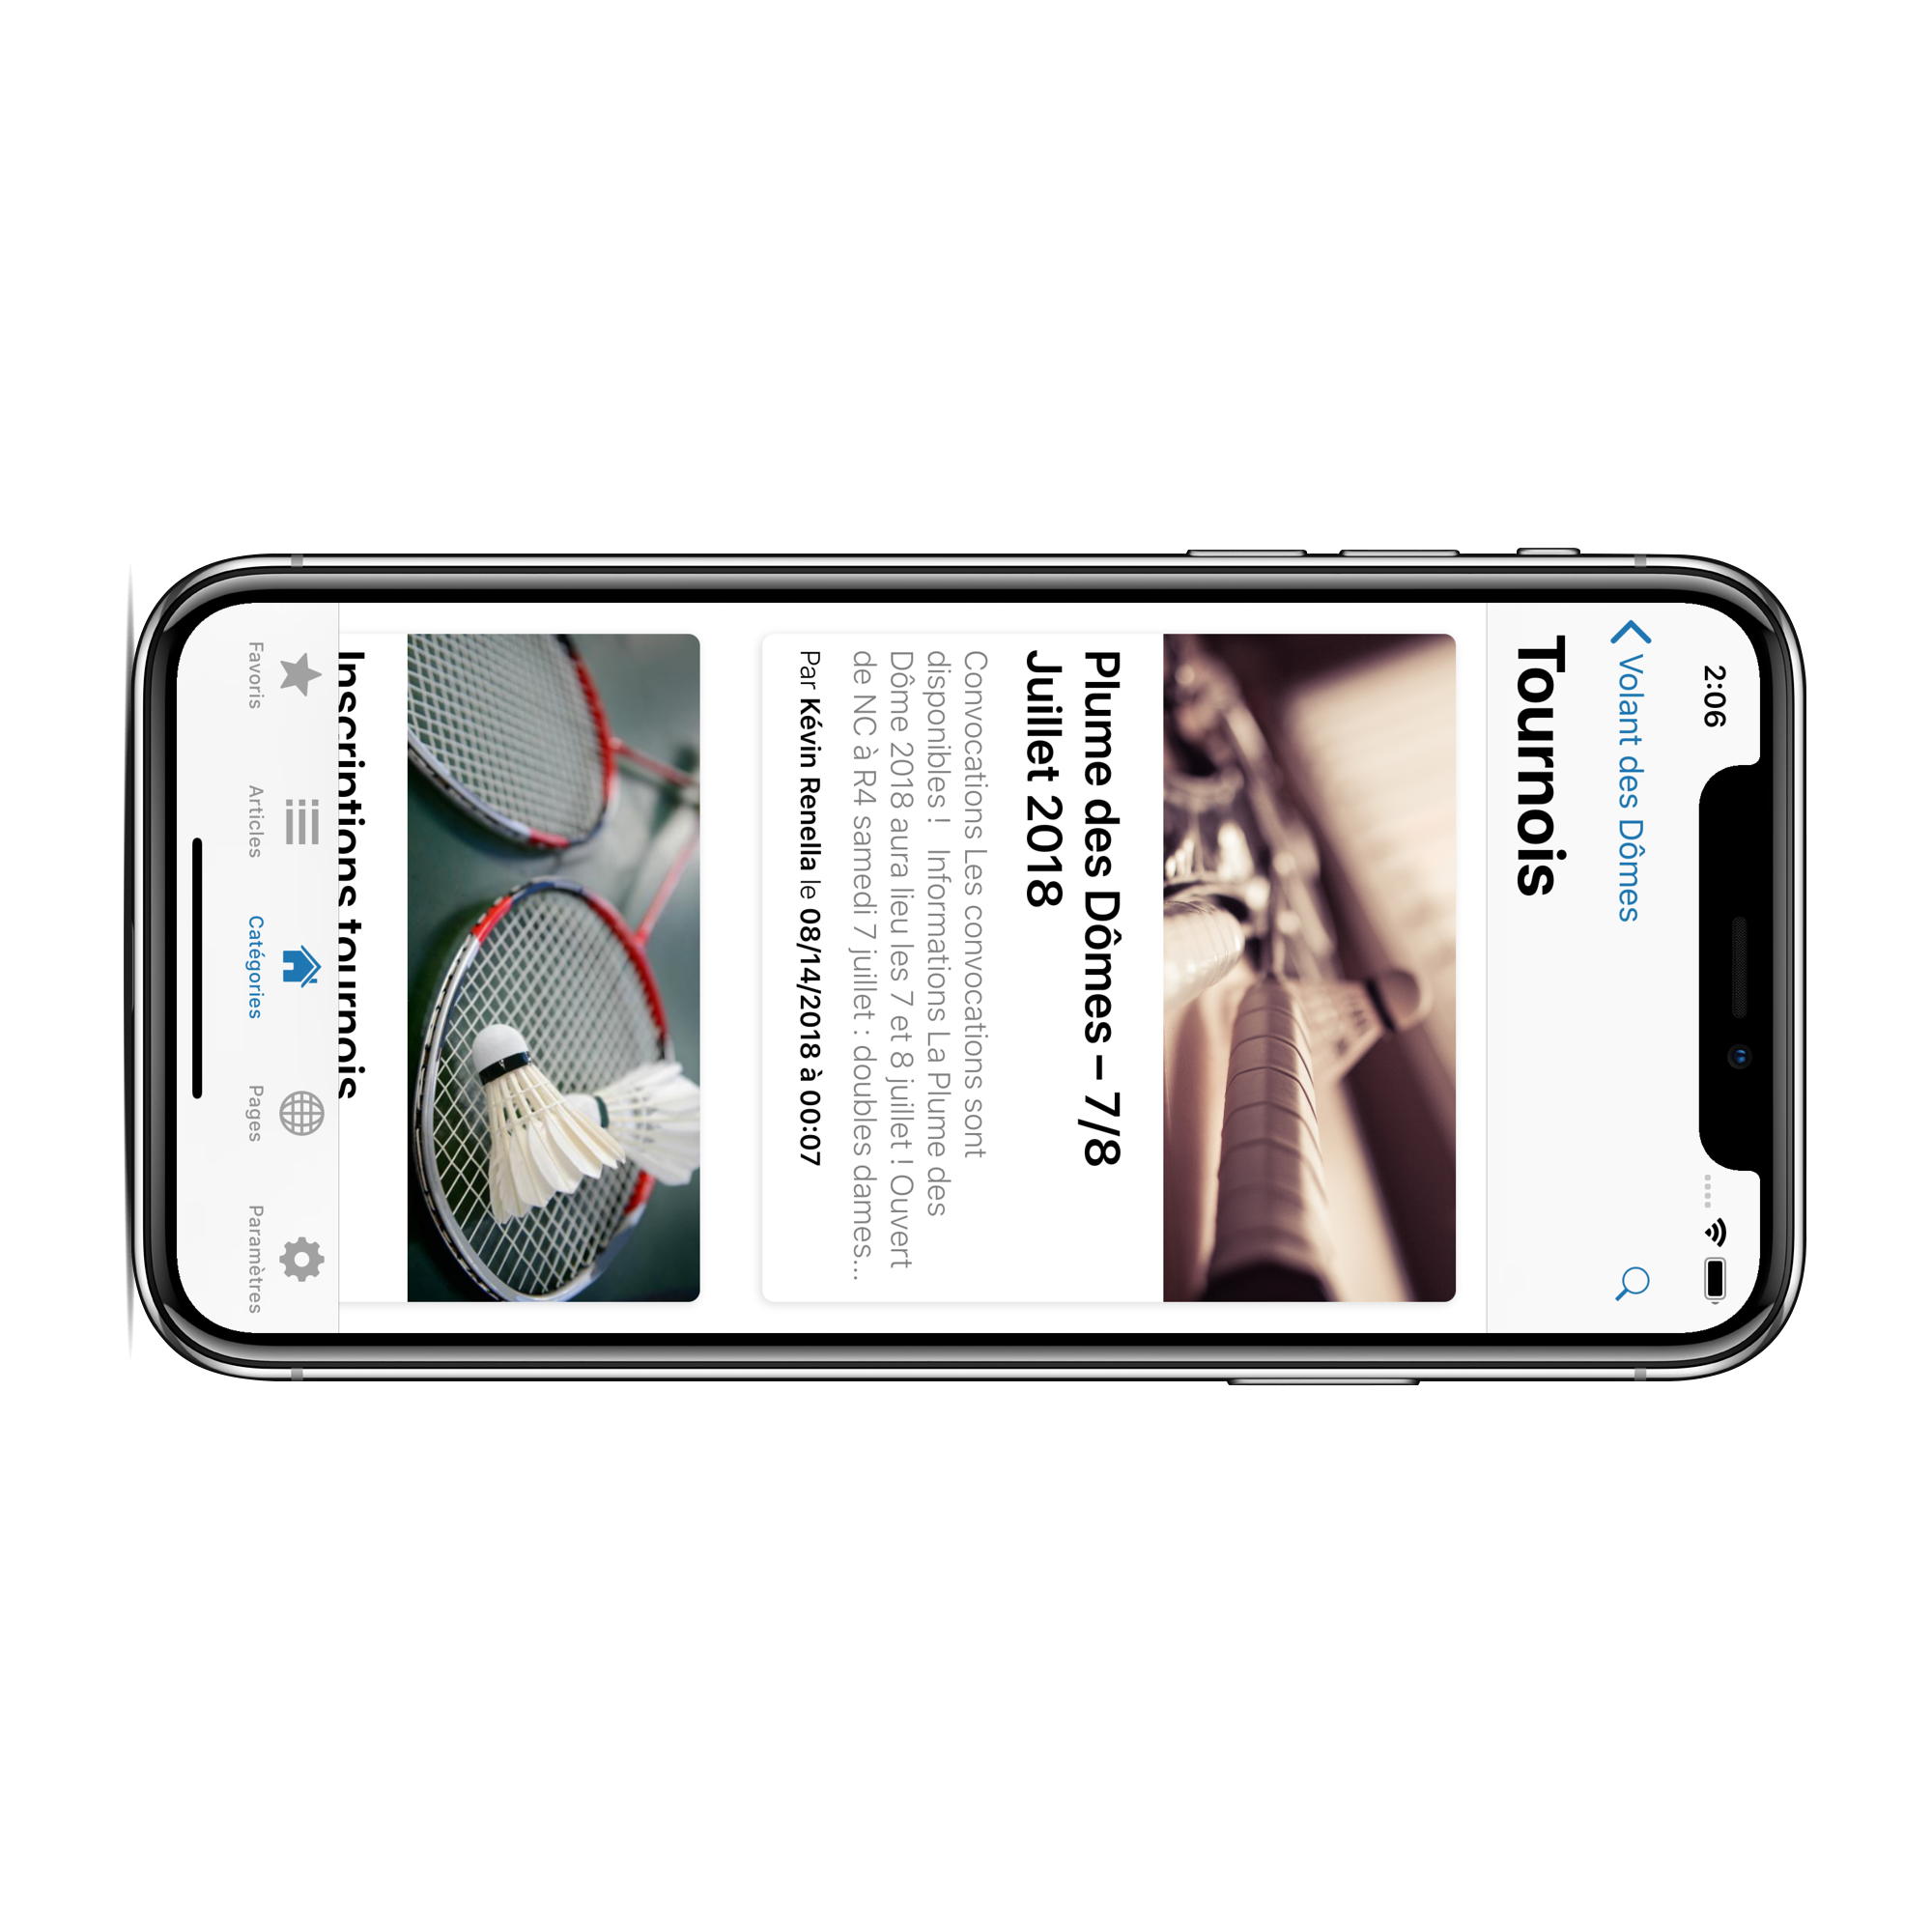 2:06
Volant des Dômes
Tournois
Plume des Dômes – 7/8
Juillet 2018
Convocations Les convocations sont
disponibles !   Informations La Plume des
Dôme 2018 aura lieu les 7 et 8 juillet ! Ouvert
de NC à R4 samedi 7 juillet : doubles dames...
Par Kévin Renella le 08/14/2018 à 00:07
Inscriptions tournois
Favoris
Articles
Catégories
Pages
Paramètres